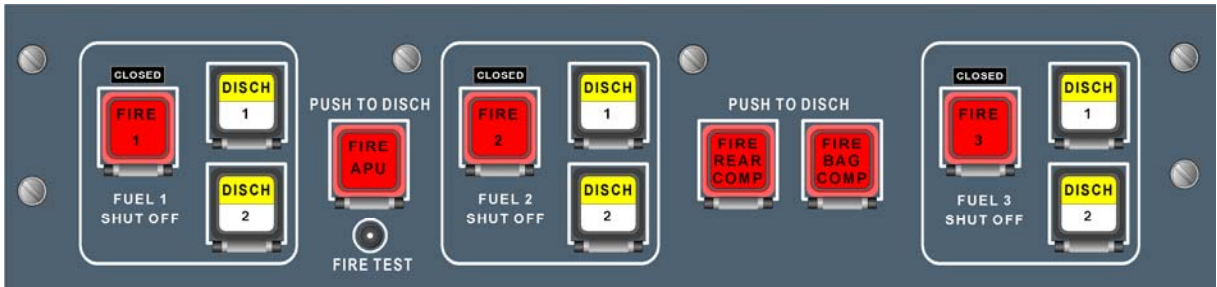 CLOSED
FIRE
1
FUEL 1
SHUT OFF
DISCH
1
DISCH
2
PUSH TO DISCH
FIRE
APU
FIRE TEST
CLOSED
FIRE
2
FUEL 2
SHUT OFF
DISCH
1
DISCH
2
PUSH TO DISCH
FIRE
REAR
COMP
FIRE
BAG
COMP
CLOSED
FIRE
3
FUEL 3
SHUT OFF
DISCH
1
DISCH
2